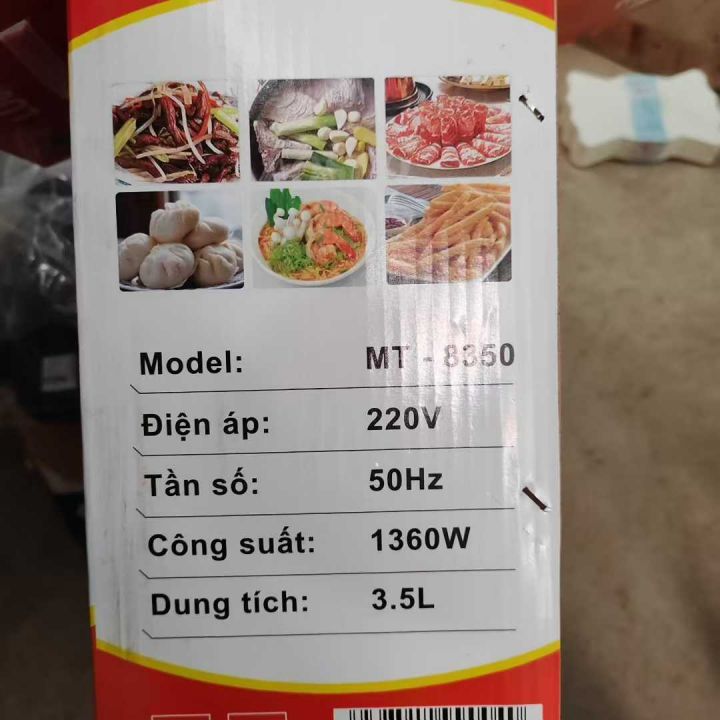 Model: MT - 8350
Điện áp: 220V
Tần số: 50Hz
Công suất: 1360W
Dung tích: 3.5L